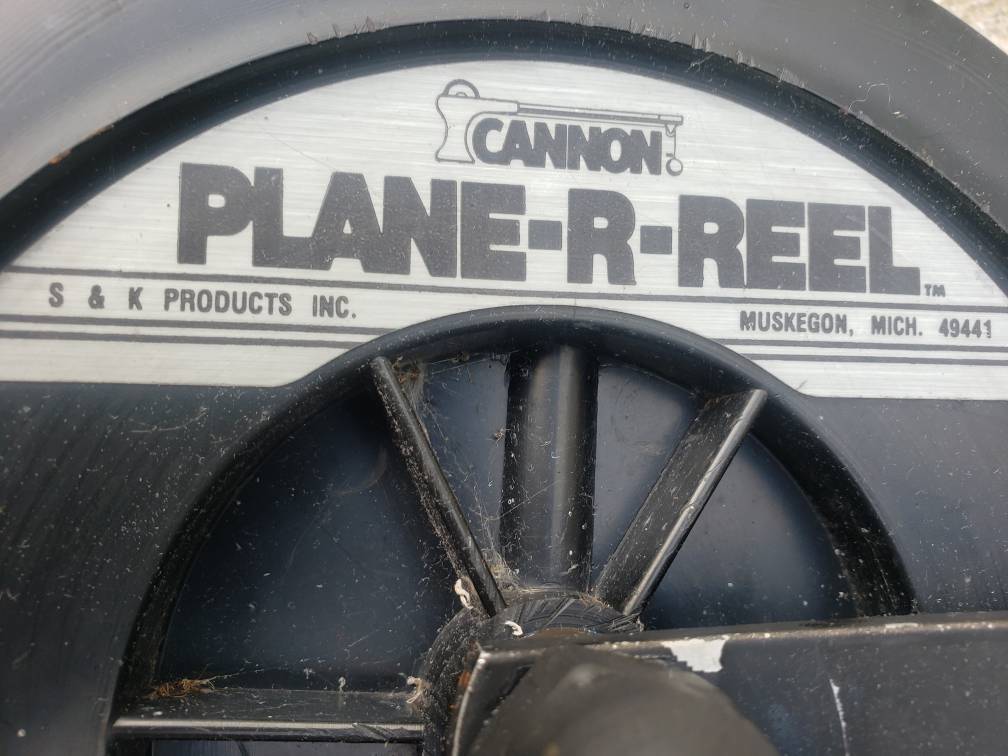 CANNON
PLANE-R-REEL™
S & K PRODUCTS INC.
MUSKEGON, MICH. 49441